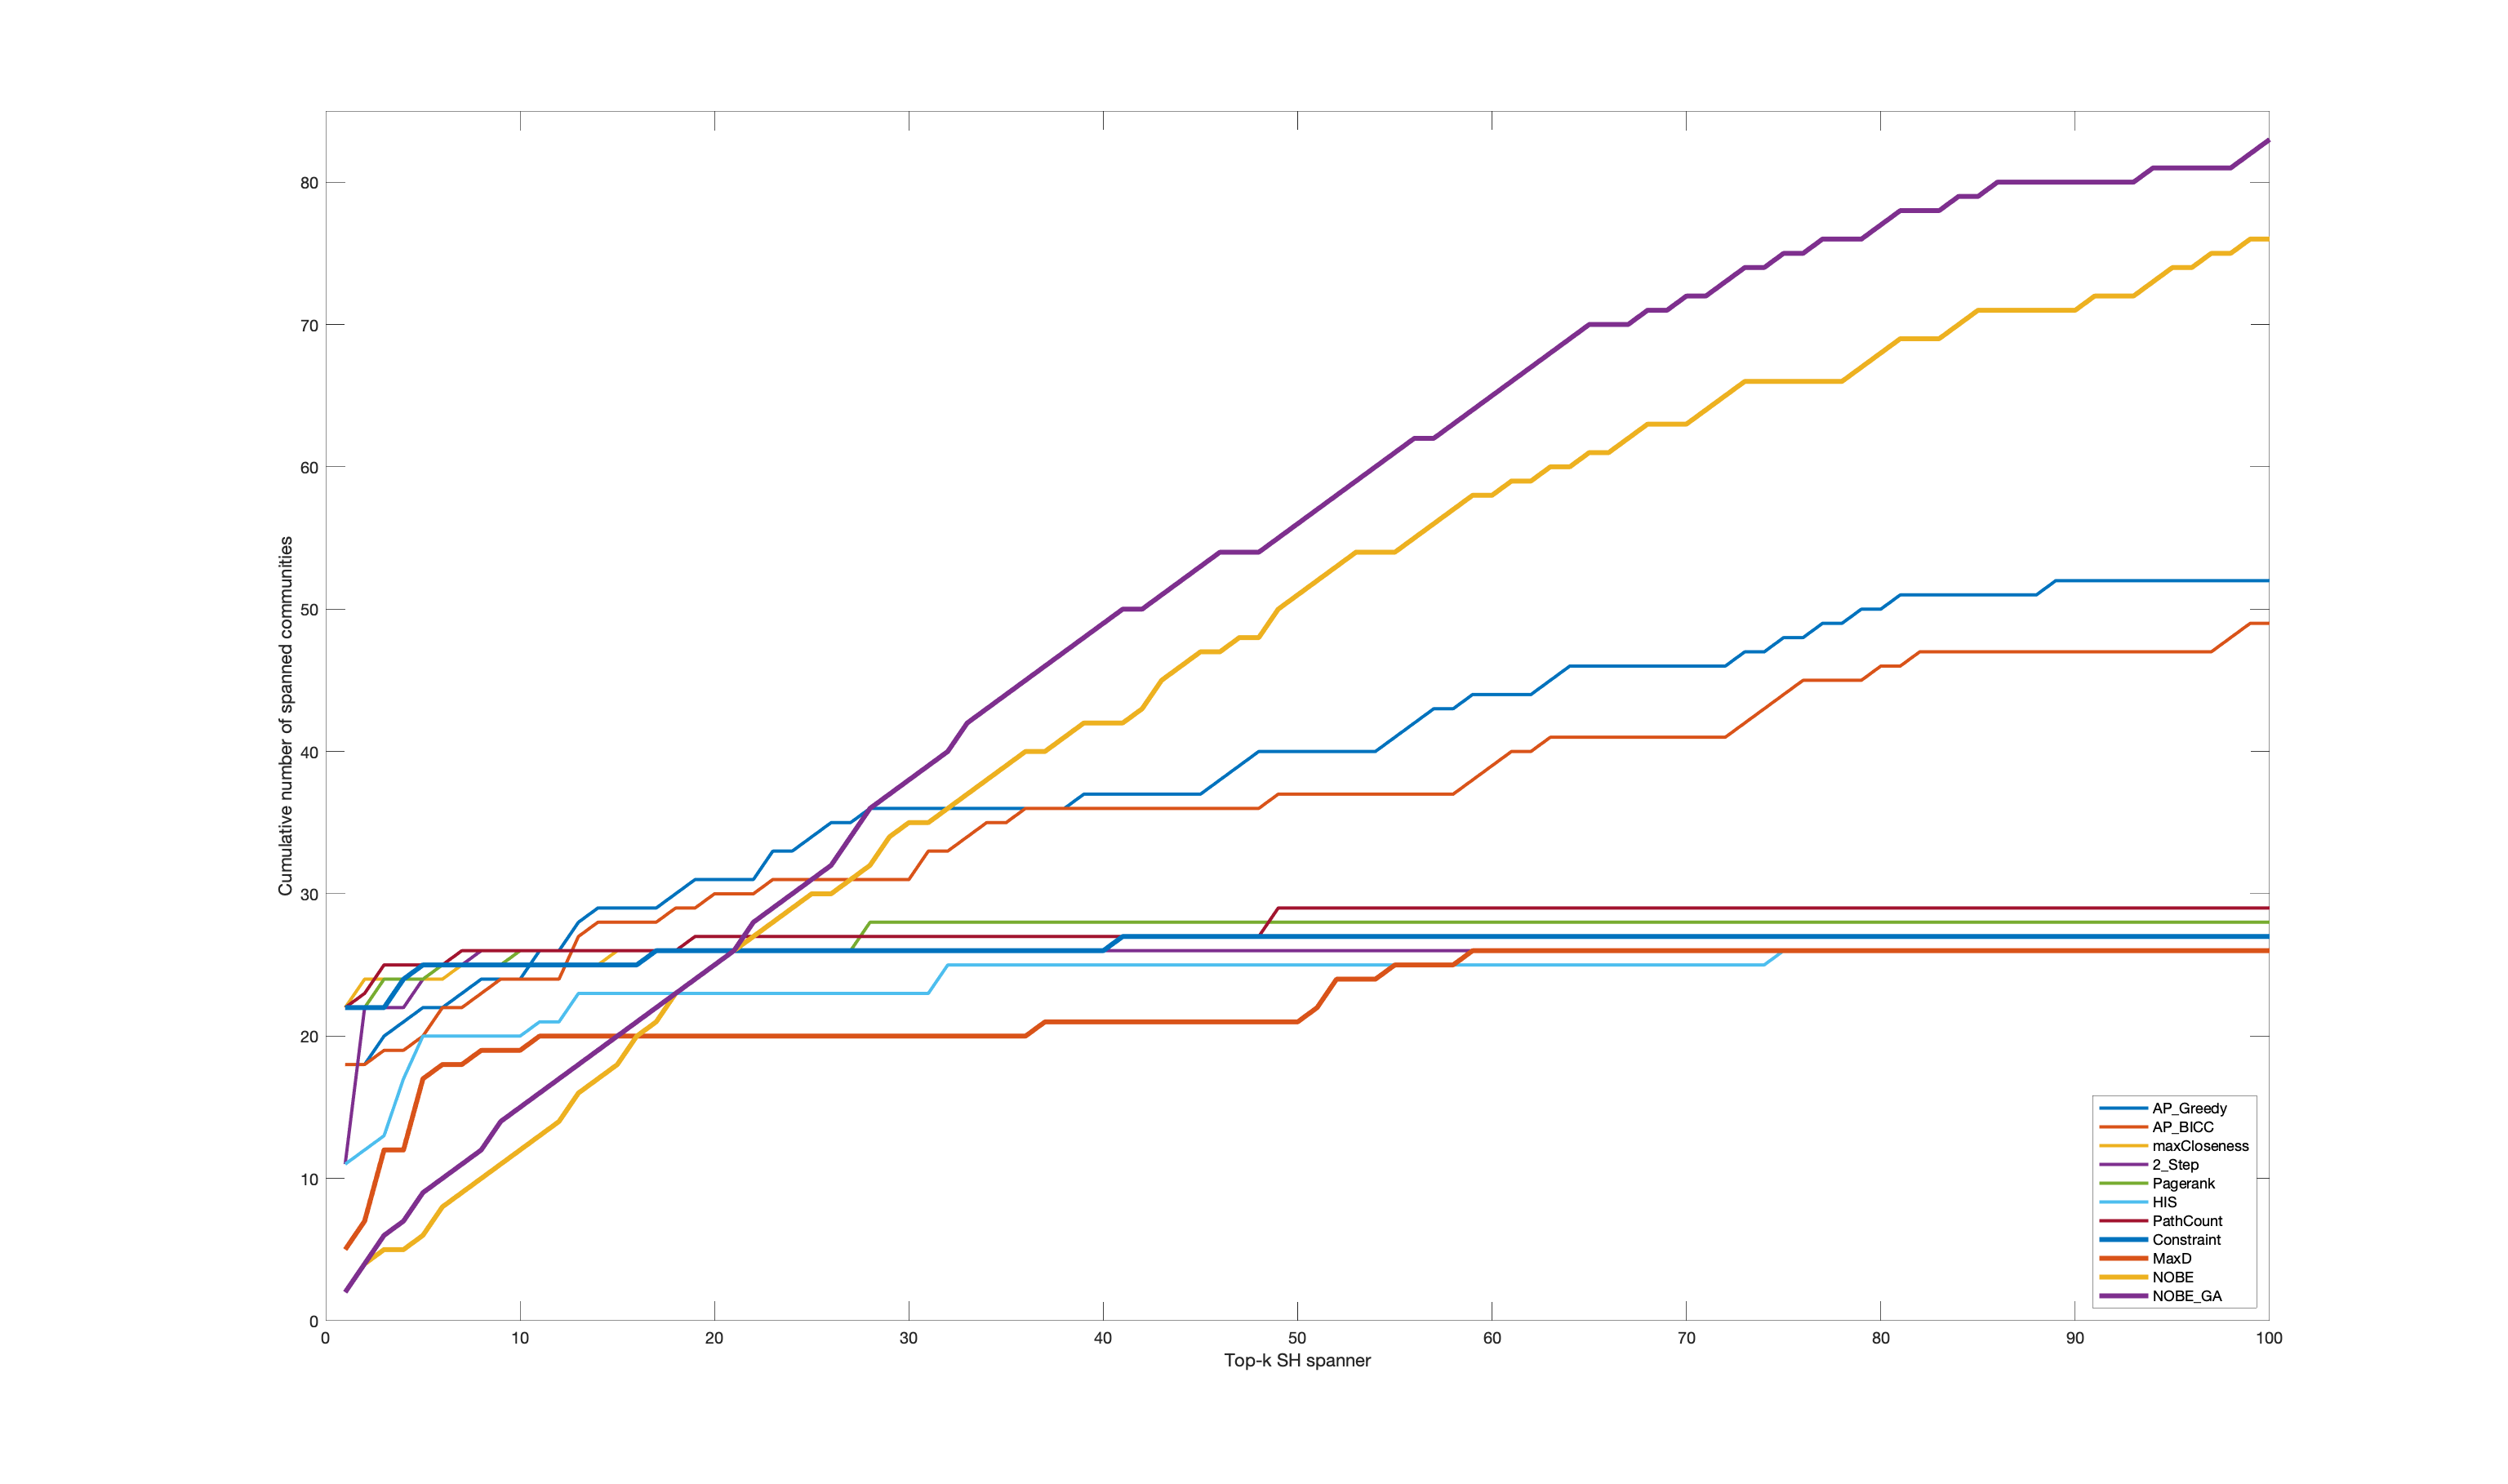 80
70
60
50
40
30
20
10
0
Cumulative number of spanned communities
0 10 20 30 40 50 60 70 80 90 100
Top-k SH spanner
AP_Greedy
AP_BICC
maxCloseness
2_Step
Pagerank
HIS
PathCount
Constraint
MaxD
NOBE
NOBE_GA